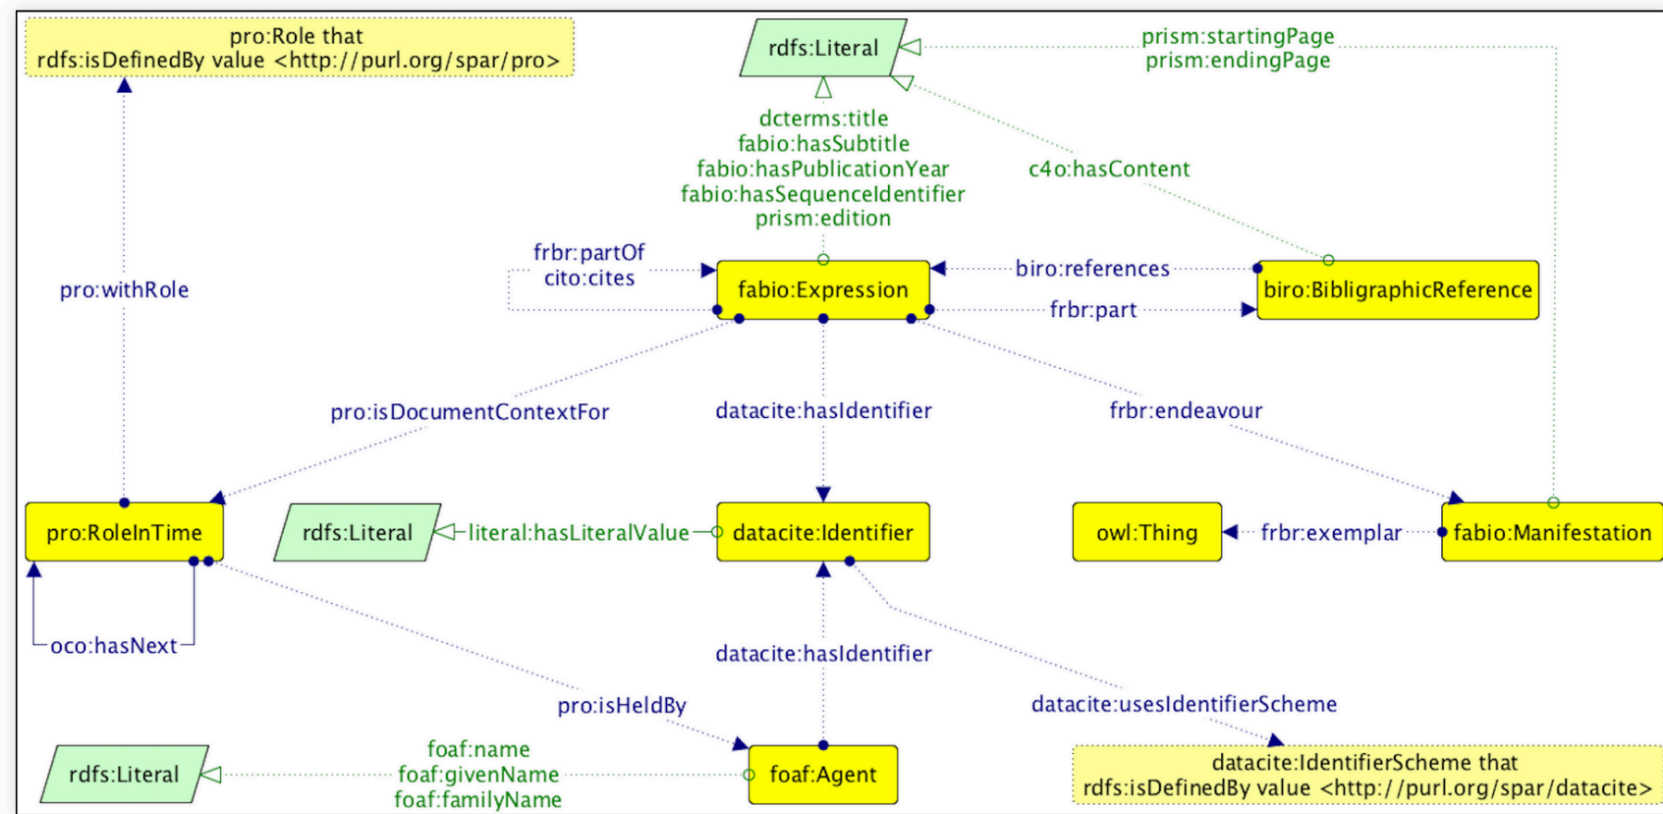 pro:Role that
rdfs:isDefinedBy value <http://purl.org/spar/pro>
rdfs:Literal
prism:startingPage
prism:endingPage
dcterms:title
fabio:hasSubtitle
fabio:hasPublicationYear
fabio:hasSequenceIdentifier
prism:edition
c4o:hasContent
frbr:partOf
cito:cites
fabio:Expression
biro:references
frbr:part
biro:BibligraphicReference
pro:withRole
pro:isDocumentContextFor
datacite:hasIdentifier
frbr:endeavour
pro:RoleInTime
rdfs:Literal
literal:hasLiteralValue
datacite:Identifier
owl:Thing
frbr:exemplar
fabio:Manifestation
oco:hasNext
datacite:hasIdentifier
pro:isHeldBy
datacite:usesIdentifierScheme
rdfs:Literal
foaf:name
foaf:givenName
foaf:familyName
foaf:Agent
datacite:IdentifierScheme that
rdfs:isDefinedBy value <http://purl.org/spar/datacite>